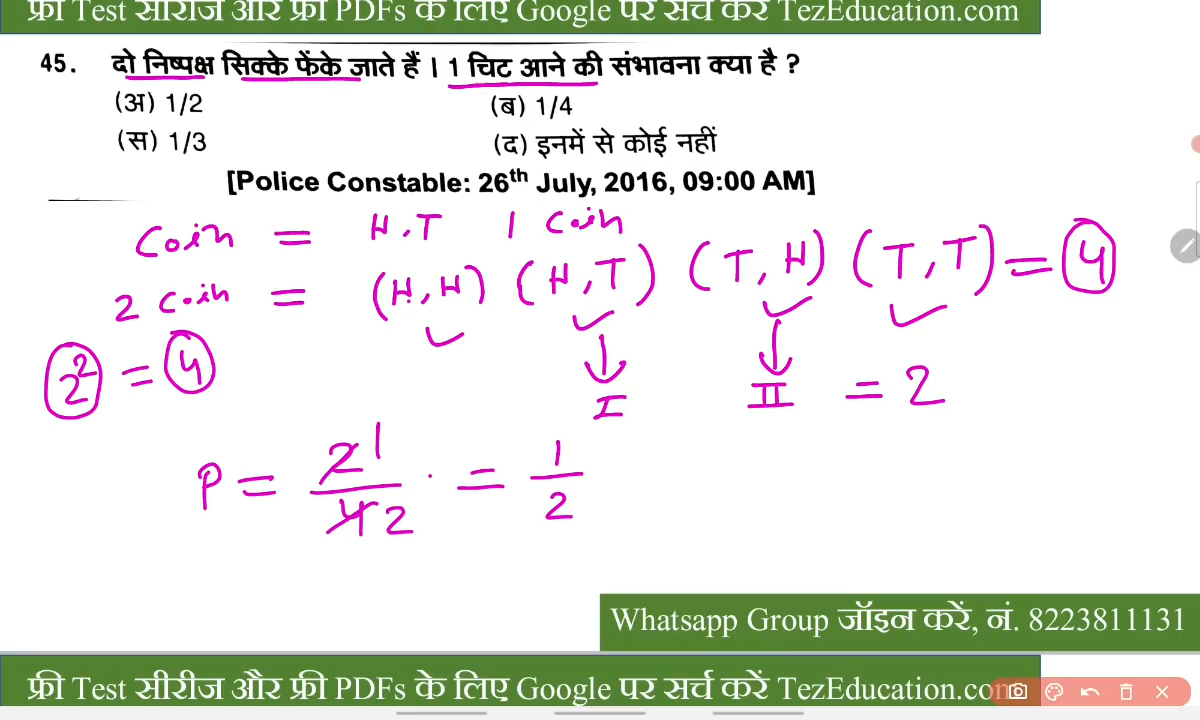 फ्री Test सीरीज और फ्री PDFs के लिए Google पर सर्च करें TezEducation.com
45. दो निष्पक्ष सिक्के फेंके जाते हैं । 1 चिट आने की संभावना क्या है ?
(अ) 1/2 (ब) 1/4
(स) 1/3 (द) इनमें से कोई नहीं
[Police Constable: 26th July, 2016, 09:00 AM]
Coin = H,T 1 Coin
2 Coin = (H,H) (H,T) (T,H) (T,T) = 4
2² = 4
I II = 2
P = 2 1 / 4 2 = 1/2
Whatsapp Group जॉइन करें, नं. 8223811131
फ्री Test सीरीज और फ्री PDFs के लिए Google पर सर्च करें TezEducation.con